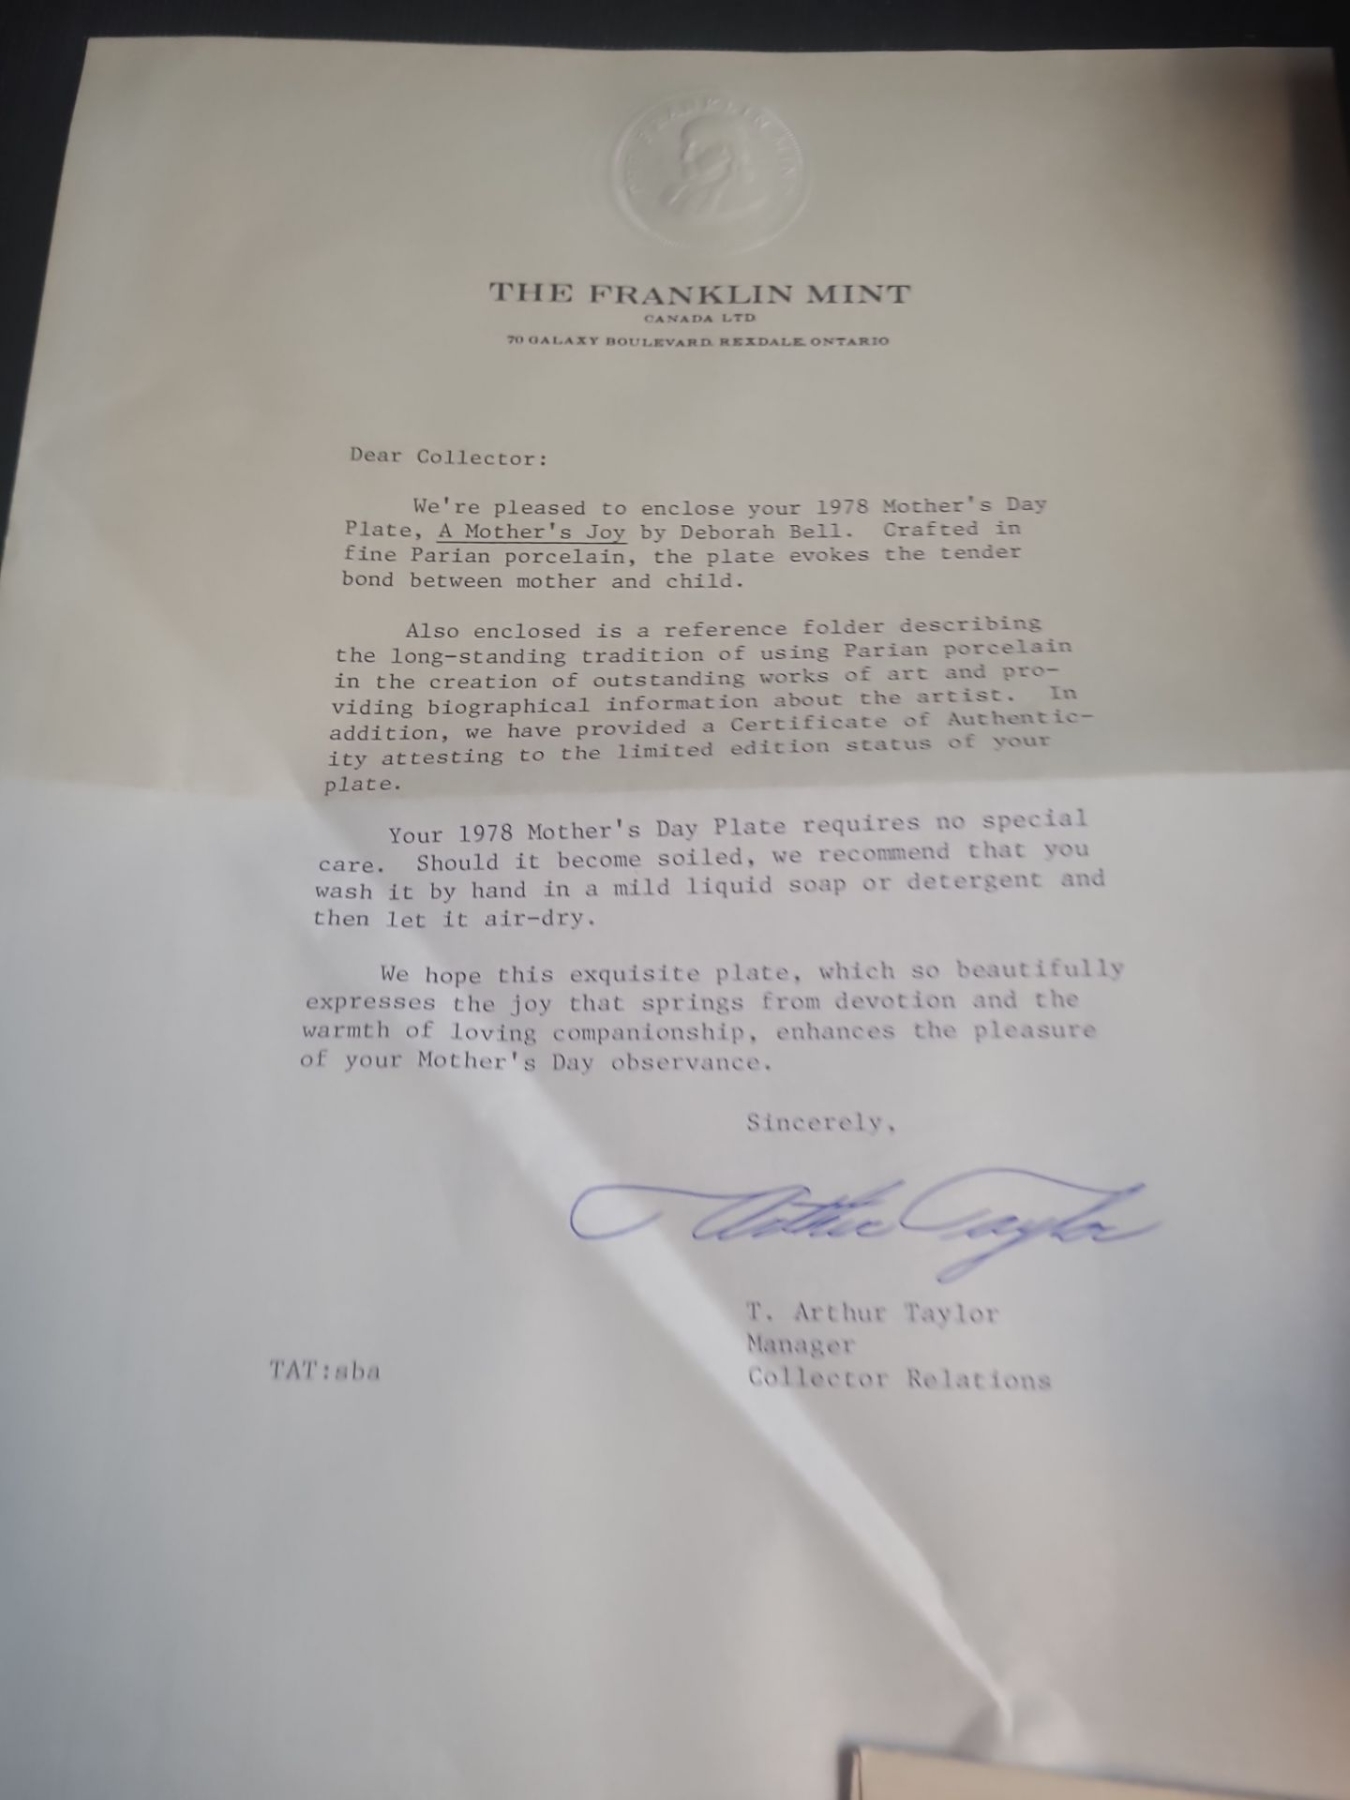 THE FRANKLIN MINT
THE FRANKLIN MINT
CANADA LTD
70 GALAXY BOULEVARD, REXDALE, ONTARIO
Dear Collector:
We're pleased to enclose your 1978 Mother's Day
Plate, A Mother's Joy by Deborah Bell. Crafted in
fine Parian porcelain, the plate evokes the tender
bond between mother and child.
Also enclosed is a reference folder describing
the long-standing tradition of using Parian porcelain
in the creation of outstanding works of art and pro-
viding biographical information about the artist. In
addition, we have provided a Certificate of Authentic-
ity attesting to the limited edition status of your
plate.
Your 1978 Mother's Day Plate requires no special
care. Should it become soiled, we recommend that you
wash it by hand in a mild liquid soap or detergent and
then let it air-dry.
We hope this exquisite plate, which so beautifully
expresses the joy that springs from devotion and the
warmth of loving companionship, enhances the pleasure
of your Mother's Day observance.
Sincerely,
Arthur Taylor
T. Arthur Taylor
Manager
TAT:sba
Collector Relations